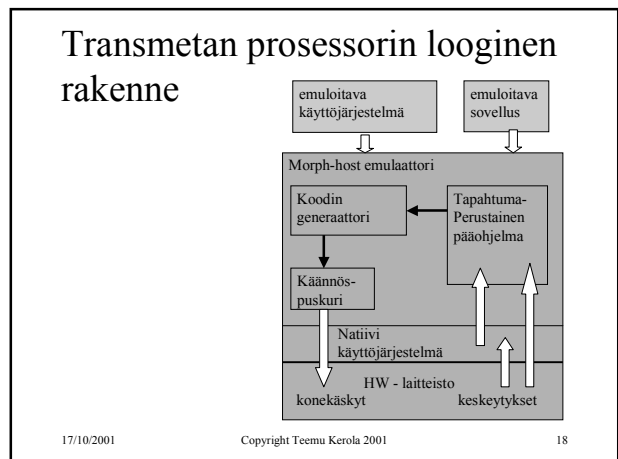 Transmetan prosessorin looginen
rakenne
emuloitava
käyttöjärjestelmä
emuloitava
sovellus
Morph-host emulaattori
Koodin
generaattori
Tapahtuma-
Perustainen
pääohjelma
Käännös-
puskuri
Natiivi
käyttöjärjestelmä
HW - laitteisto
konekäskyt
keskeytykset
17/10/2001
Copyright Teemu Kerola 2001
18